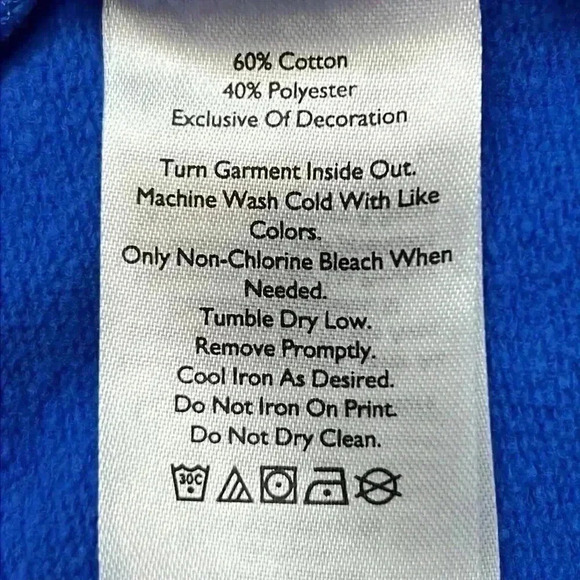 60% Cotton
40% Polyester
Exclusive Of Decoration
Turn Garment Inside Out.
Machine Wash Cold With Like
Colors.
Only Non-Chlorine Bleach When
Needed.
Tumble Dry Low.
Remove Promptly.
Cool Iron As Desired.
Do Not Iron On Print.
Do Not Dry Clean.
30C